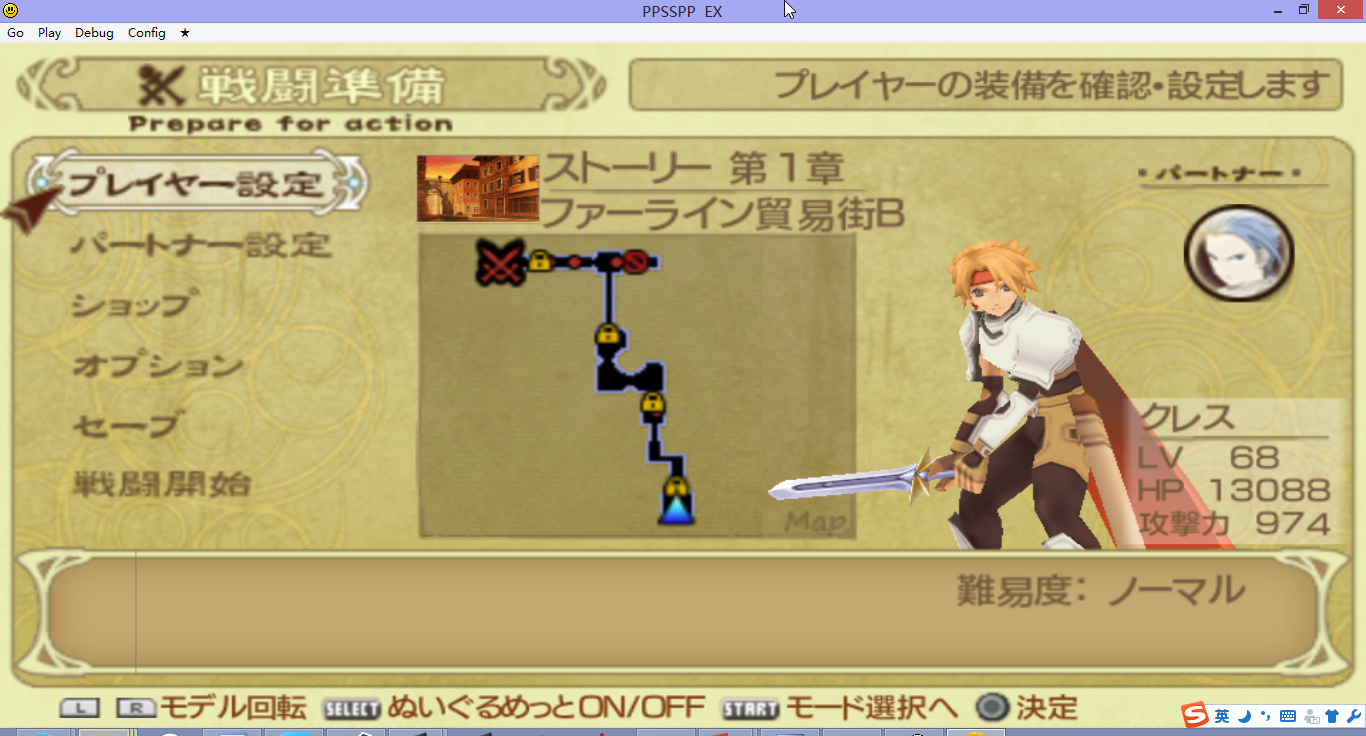 PPSSPP EX
Go Play Debug Config ★
戦闘準備
Prepare for action
プレイヤーの装備を確認・設定します
プレイヤー設定
パートナー設定
ショップ
オプション
セーブ
戦闘開始
ストーリー 第1章
ファーライン貿易街B
Map
・パートナー・
クレス
LV 68
HP 13088
攻撃力 974
難易度: ノーマル
L R モデル回転 SELECT ぬいぐるめっとON/OFF START モード選択へ 決定
S 英